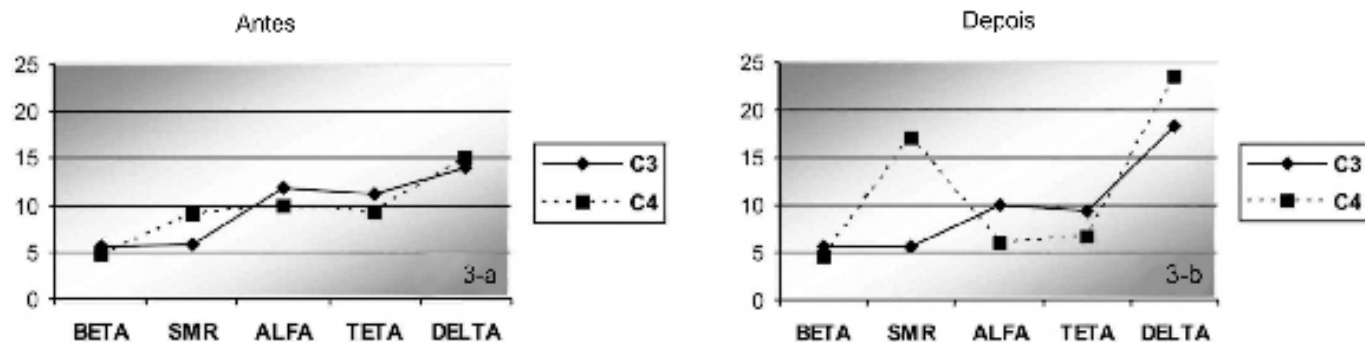 Antes
25
20
15
10
5
0
BETA SMR ALFA TETA DELTA
3-a
C3
C4
Depois
25
20
15
10
5
0
BETA SMR ALFA TETA DELTA
3-b
C3
C4